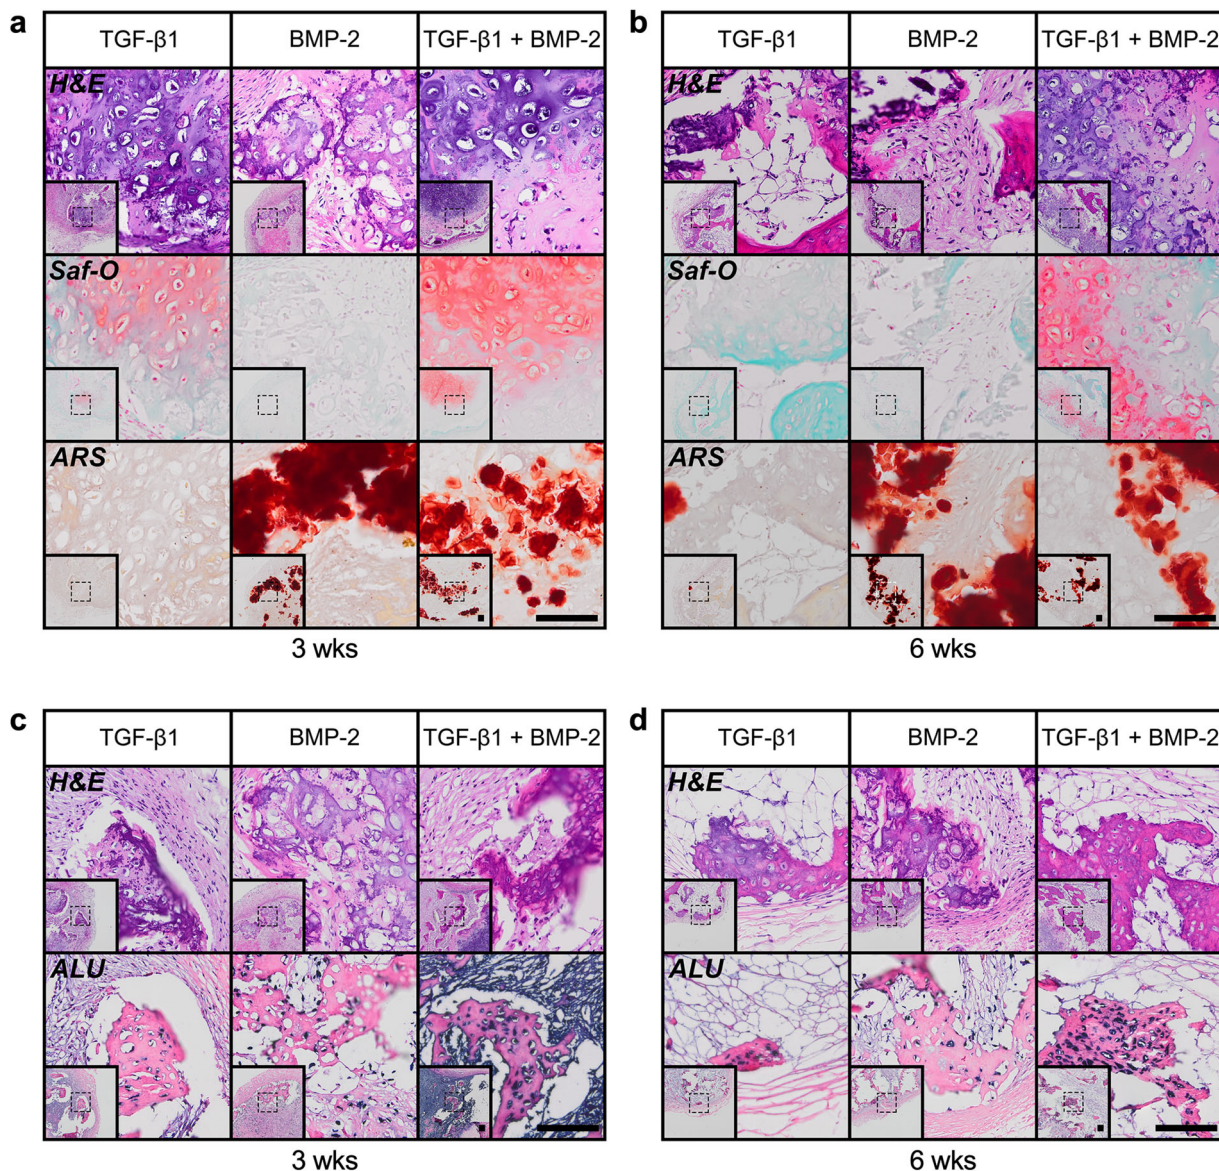 a
TGF-β1 BMP-2 TGF-β1 + BMP-2
H&E
Saf-O
ARS
3 wks
b
TGF-β1 BMP-2 TGF-β1 + BMP-2
H&E
Saf-O
ARS
6 wks
c
TGF-β1 BMP-2 TGF-β1 + BMP-2
H&E
ALU
3 wks
d
TGF-β1 BMP-2 TGF-β1 + BMP-2
H&E
ALU
6 wks